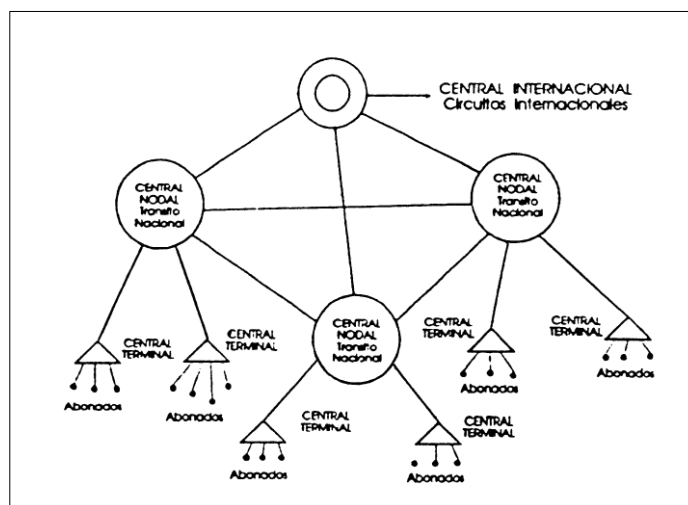 CENTRAL INTERNACIONAL
Circuitos Internacionales
CENTRAL
NODAL
Transito
Nacional
CENTRAL
NODAL
Transito
Nacional
CENTRAL
NODAL
Transito
Nacional
CENTRAL
TERMINAL
CENTRAL
TERMINAL
CENTRAL
TERMINAL
CENTRAL
TERMINAL
Abonados
Abonados
Abonados
Abonados
CENTRAL
TERMINAL
CENTRAL
TERMINAL
Abonados
Abonados